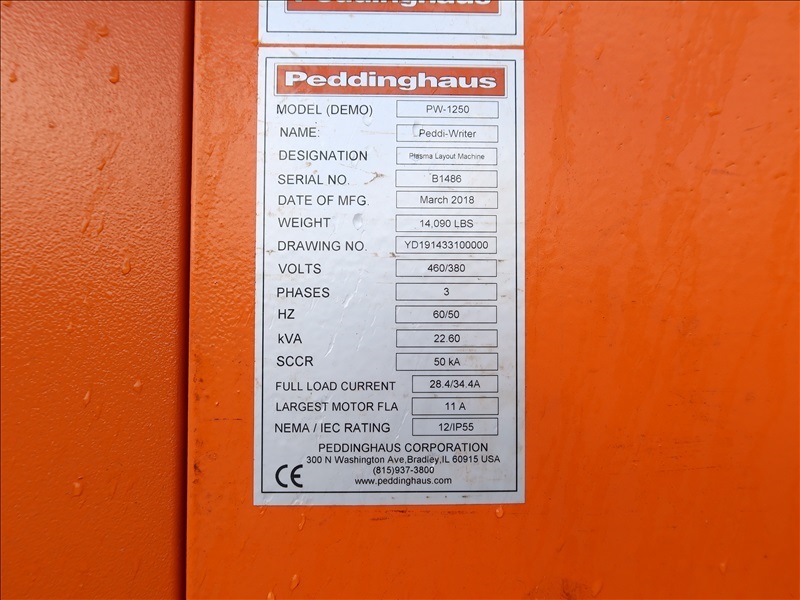 Peddinghaus
Peddinghaus
MODEL (DEMO) PW-1250
NAME: Peddi-Writer
DESIGNATION Plasma Layout Machine
SERIAL NO. B1486
DATE OF MFG. March 2018
WEIGHT 14,090 LBS
DRAWING NO. YD191433100000
VOLTS 460/380
PHASES 3
HZ 60/50
kVA 22.60
SCCR 50 kA
FULL LOAD CURRENT 28.4/34.4A
LARGEST MOTOR FLA 11 A
NEMA / IEC RATING 12/IP55
PEDDINGHAUS CORPORATION
300 N Washington Ave,Bradley,IL 60915 USA
(815)937-3800
www.peddinghaus.com
CE